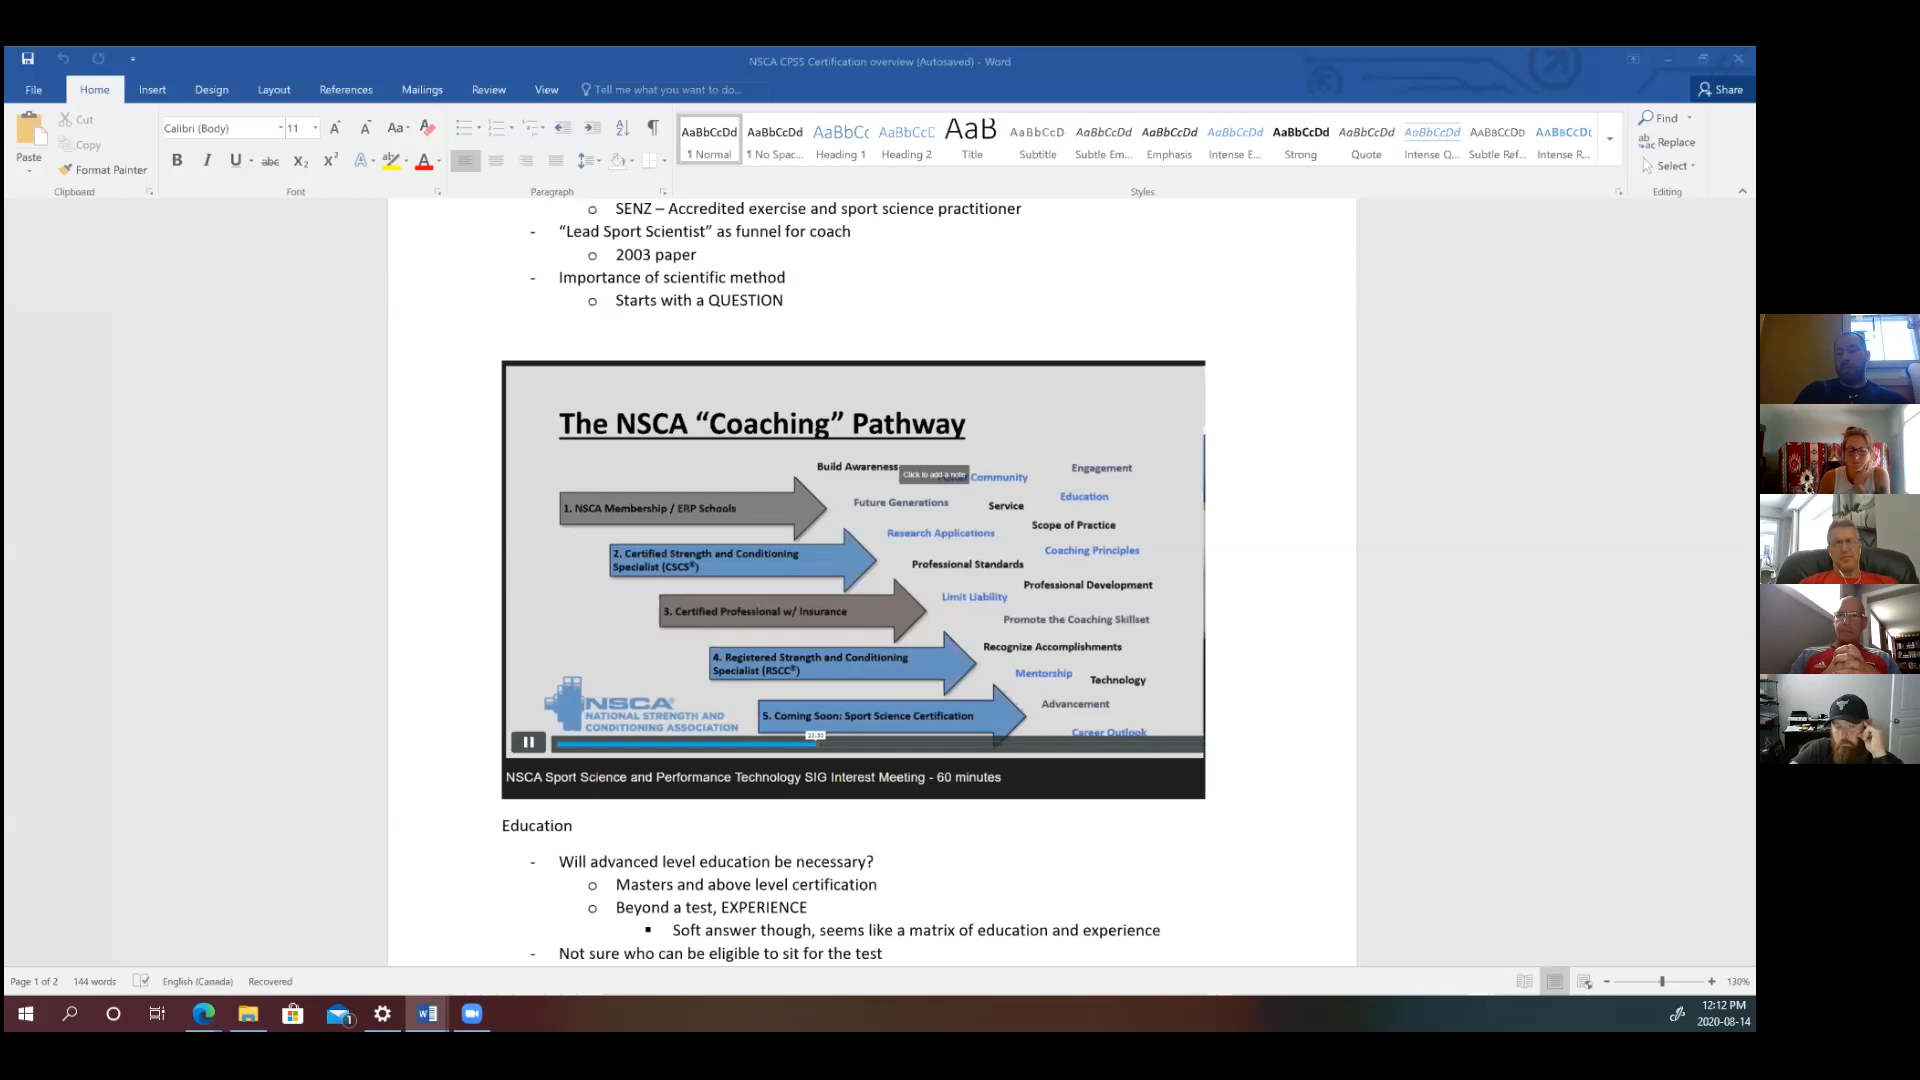 NSCA CPSS Certification overview (Autosaved) - Word
File Home Insert Design Layout References Mailings Review View Tell me what you want to do... Share
Cut
Copy
Format Painter
Paste
Clipboard
Calibri (Body) 11
Font
Paragraph
AaBbCcDd AaBbCcDd AaBbCc AaBbCcD AaB AaBbCcD AaBbCcDd AaBbCcDd AaBbCcDd AaBbCcDd AaBbCcDd AaBbCcDd AaBbCcDd AaBbCcDd
¶ Normal ¶ No Spac... Heading 1 Heading 2 Title Subtitle Subtle Em... Emphasis Intense E... Strong Quote Intense Q... Subtle Ref... Intense R...
Styles
Find
Replace
Select
Editing
o SENZ – Accredited exercise and sport science practitioner
- “Lead Sport Scientist” as funnel for coach
o 2003 paper
- Importance of scientific method
o Starts with a QUESTION
The NSCA “Coaching” Pathway
Build Awareness
Click to add a note
Community
Engagement
Future Generations
Service
Education
Research Applications
Scope of Practice
Coaching Principles
Professional Standards
Professional Development
Limit Liability
Promote the Coaching Skillset
Recognize Accomplishments
Mentorship
Technology
Advancement
Career Outlook
1. NSCA Membership / ERP Schools
2. Certified Strength and Conditioning
Specialist (CSCS®)
3. Certified Professional w/ Insurance
4. Registered Strength and Conditioning
Specialist (RSCC®)
5. Coming Soon: Sport Science Certification
NSCA®
NATIONAL STRENGTH AND
CONDITIONING ASSOCIATION
NSCA Sport Science and Performance Technology SIG Interest Meeting - 60 minutes
Education
- Will advanced level education be necessary?
o Masters and above level certification
o Beyond a test, EXPERIENCE
▪ Soft answer though, seems like a matrix of education and experience
- Not sure who can be eligible to sit for the test
Page 1 of 2 144 words English (Canada) Recovered 130%
12:12 PM
2020-08-14